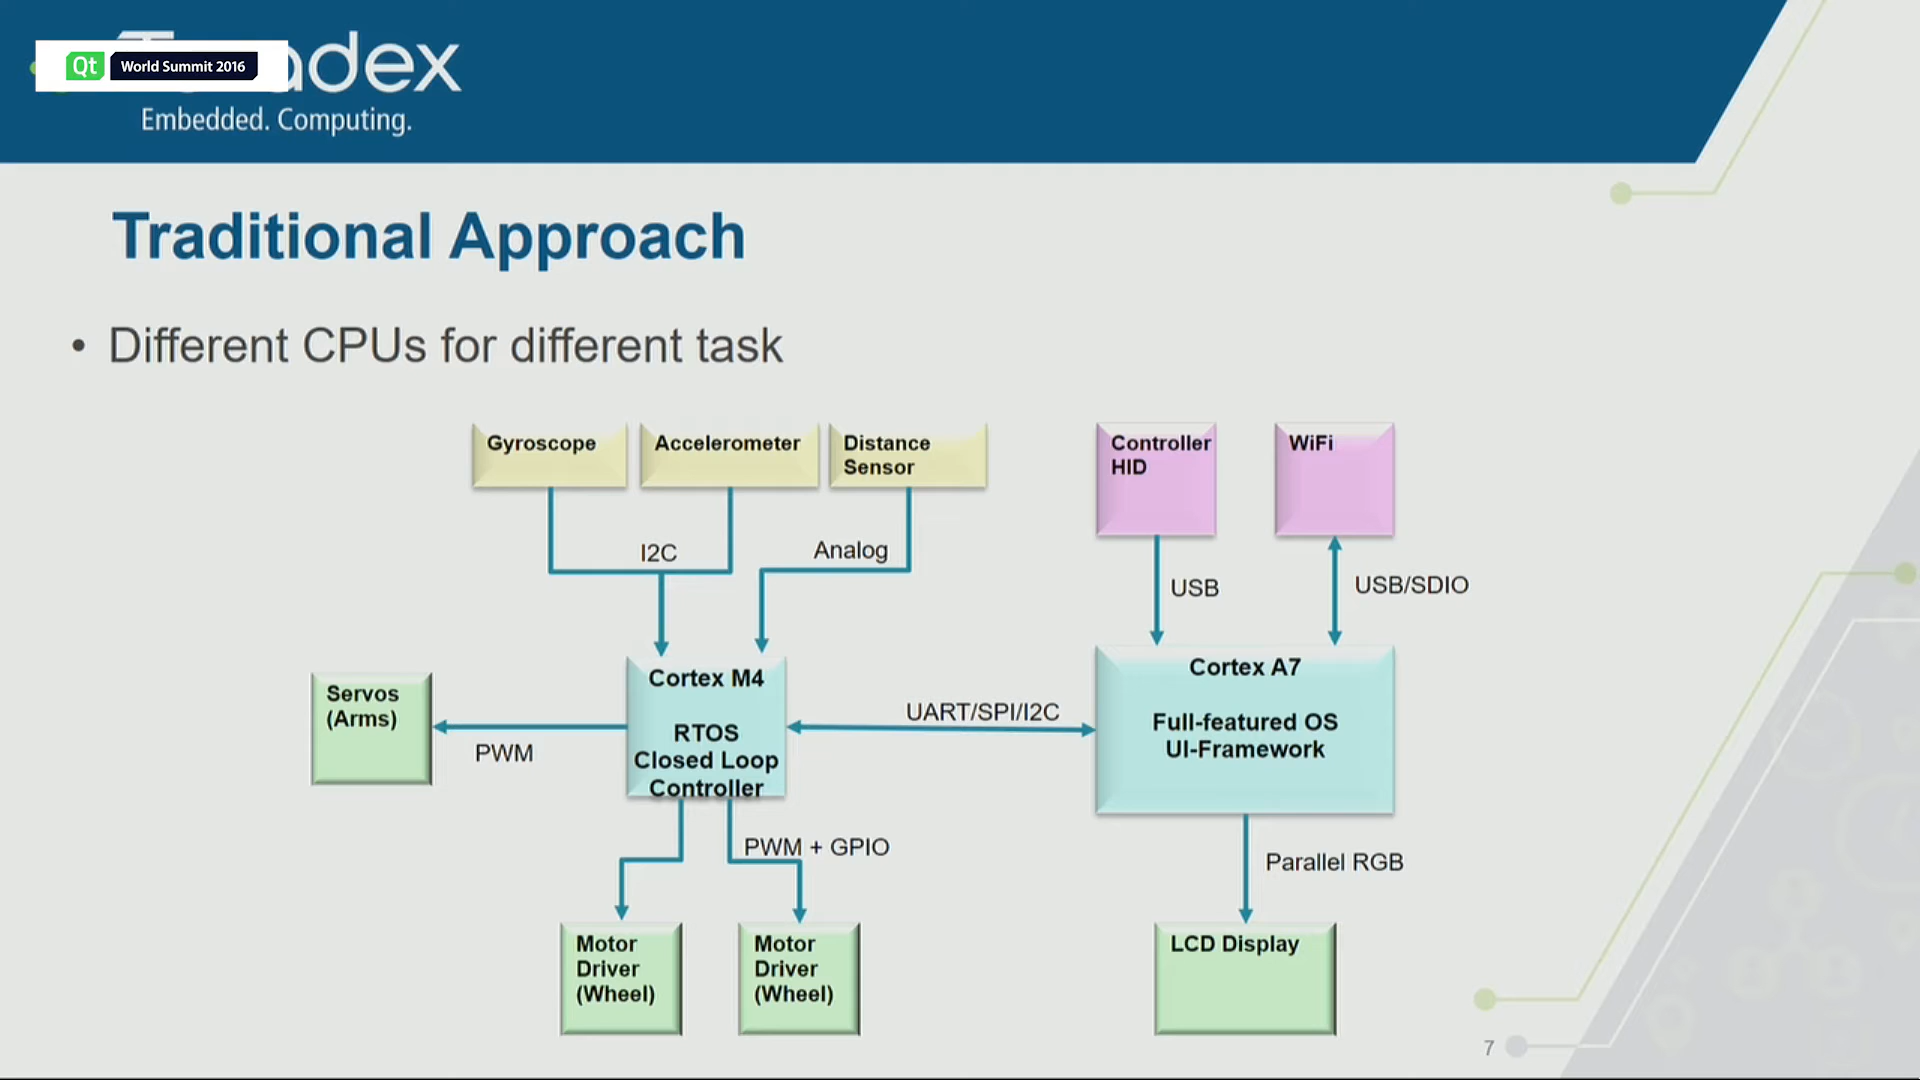 Qt World Summit 2016
adex
Embedded. Computing.
Traditional Approach
• Different CPUs for different task
Gyroscope
Accelerometer
Distance
Sensor
Controller
HID
WiFi
I2C
Analog
USB
USB/SDIO
Servos
(Arms)
PWM
Cortex M4
RTOS
Closed Loop
Controller
UART/SPI/I2C
Cortex A7
Full-featured OS
UI-Framework
PWM + GPIO
Parallel RGB
Motor
Driver
(Wheel)
Motor
Driver
(Wheel)
LCD Display
7